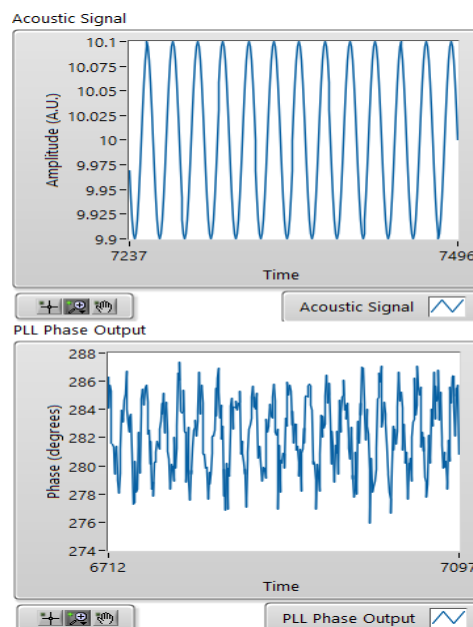 Acoustic Signal
10.1
10.075
10.05
10.025
10
9.975
9.95
9.925
9.9
Amplitude (A.U.)
7237
7496
Time
Acoustic Signal
PLL Phase Output
288
286
284
282
280
278
276
274
Phase (degrees)
6712
7097
Time
PLL Phase Output